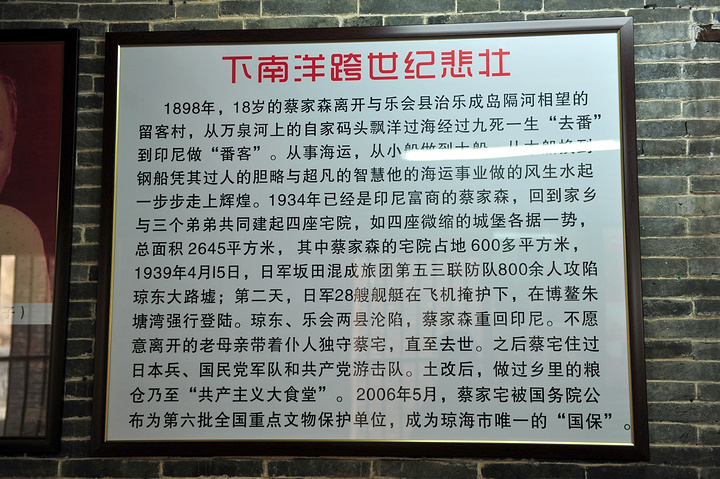 下南洋跨世纪悲壮
1898年，18岁的蔡家森离开与乐会县治乐成岛隔河相望的
留客村，从万泉河上的自家码头飘洋过海经过九死一生“去番”
到印尼做“番客”。从事海运，从小船做到大船，从木船换到
钢船凭其过人的胆略与超凡的智慧他的海运事业做的风生水起
一步步走上辉煌。1934年已经是印尼富商的蔡家森，回到家乡
与三个弟弟共同建起四座宅院，如四座微缩的城堡各据一势，
总面积2645平方米，其中蔡家森的宅院占地600多平方米，
1939年4月I5日，日军坂田混成旅团第五三联防队800余人攻陷
琼东大路墟；第二天，日军28艘舰艇在飞机掩护下，在博鳌朱
塘湾强行登陆。琼东、乐会两县沦陷，蔡家森重回印尼。不愿
意离开的老母亲带着仆人独守蔡宅，直至去世。之后蔡宅住过
日本兵、国民党军队和共产党游击队。土改后，做过乡里的粮
仓乃至“共产主义大食堂”。2006年5月，蔡家宅被国务院公
布为第六批全国重点文物保护单位，成为琼海市唯一的“国保”。